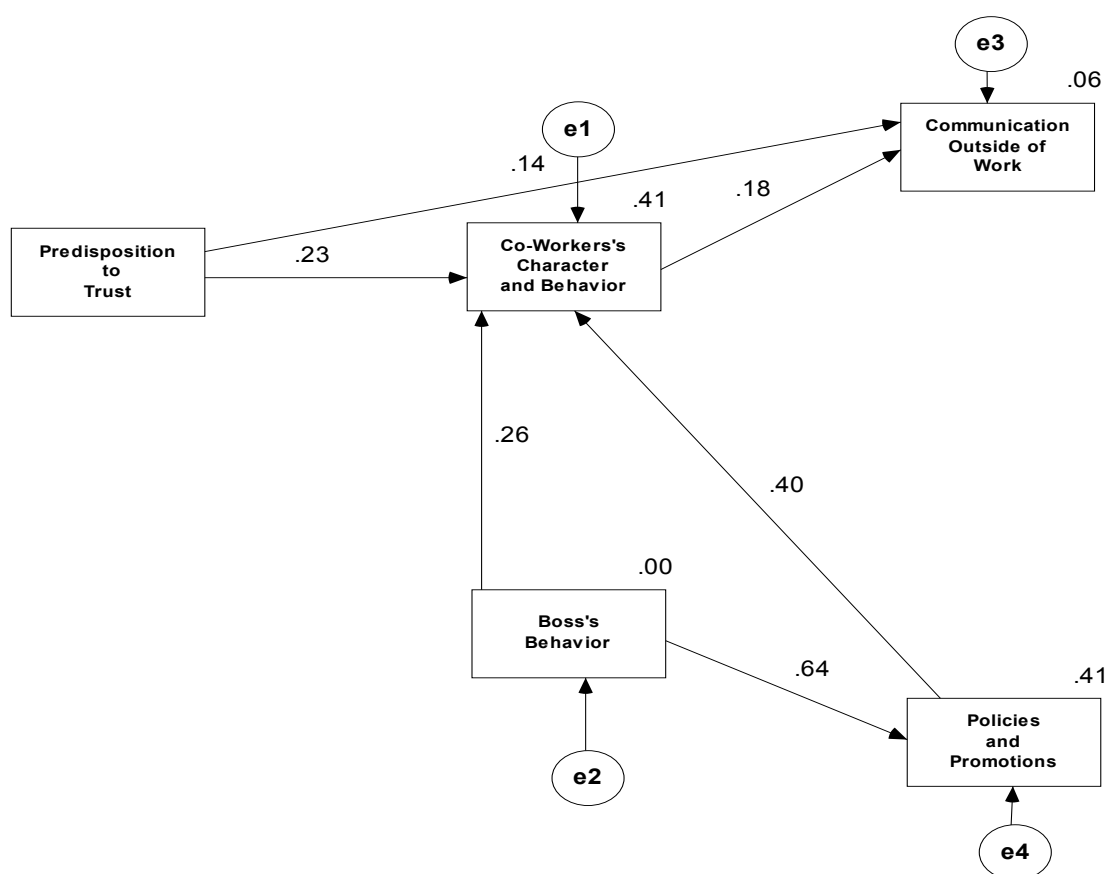 e3
.06
Communication
Outside of
Work
e1
.14
.41
.18
Predisposition
to
Trust
.23
Co-Workers's
Character
and Behavior
.26
.40
.00
Boss's
Behavior
.64
.41
Policies
and
Promotions
e2
e4